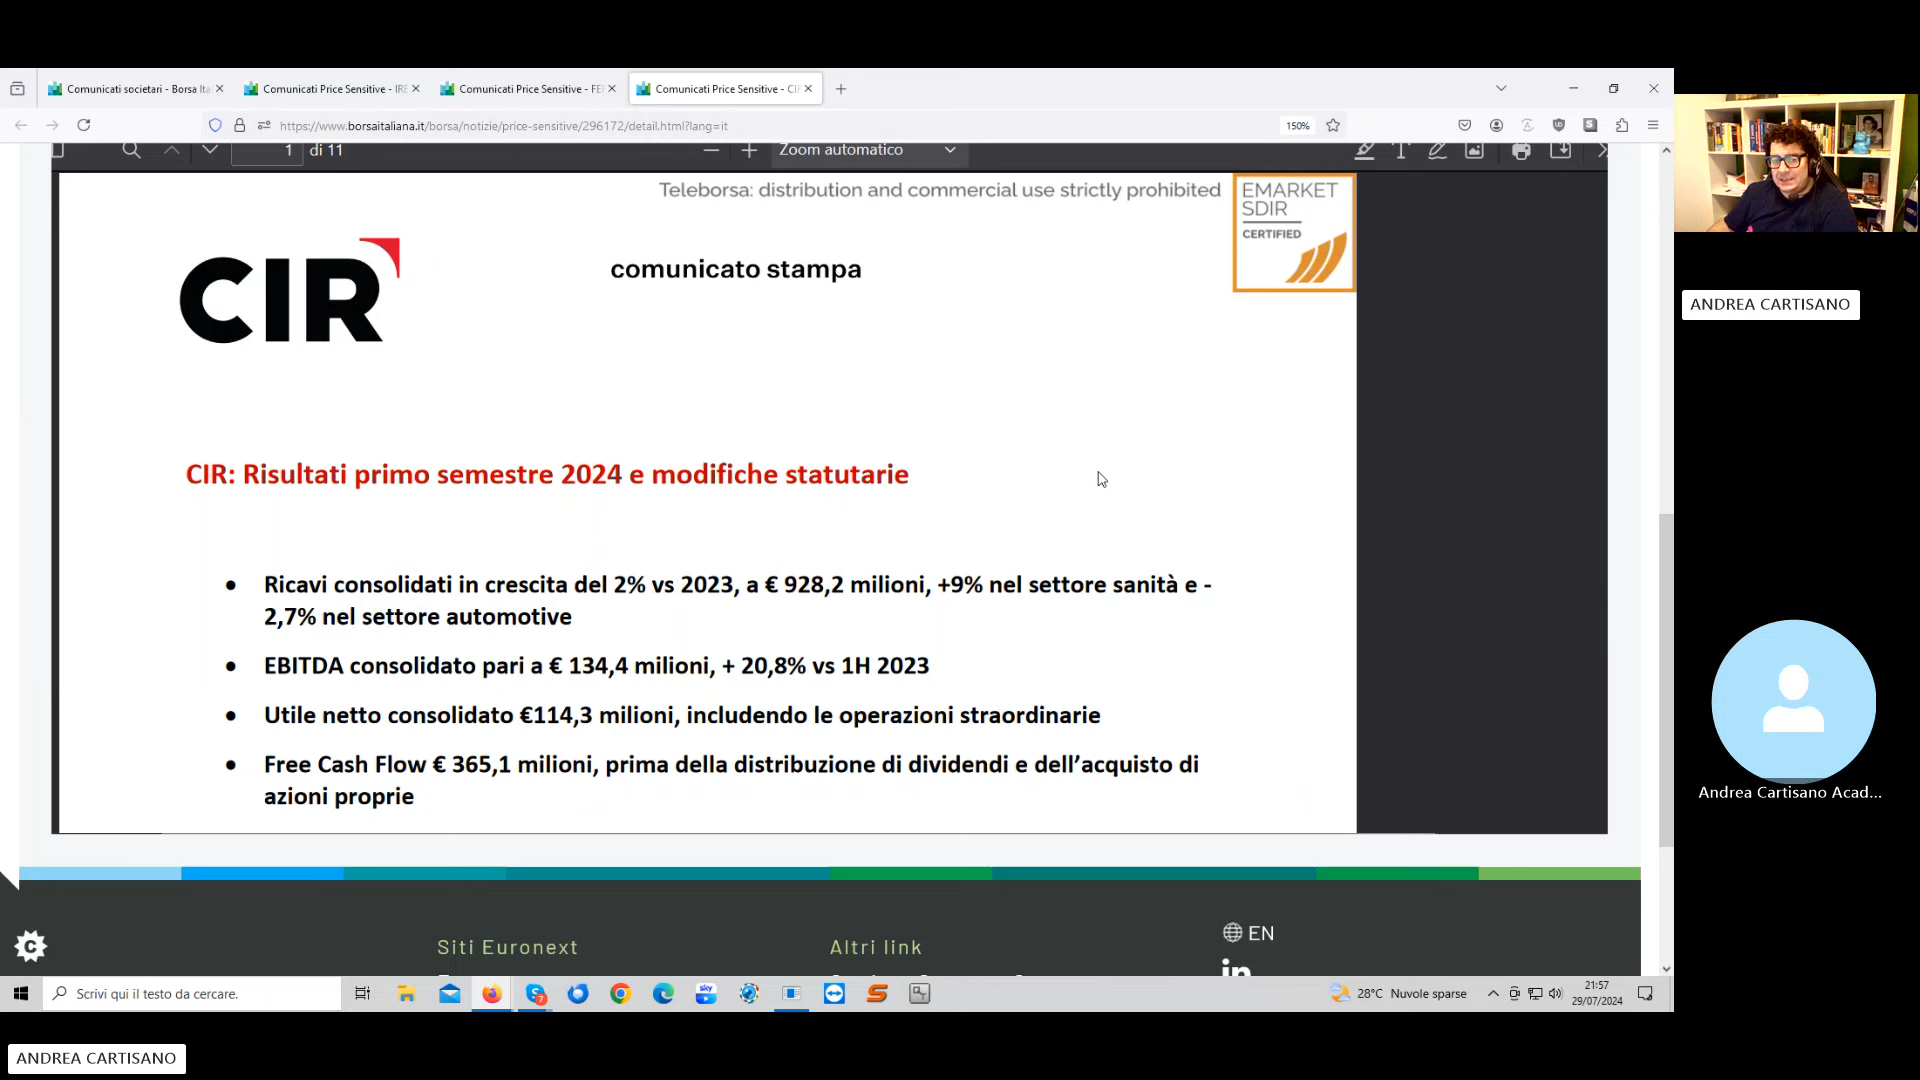 Comunicati societari - Borsa Ita
Comunicati Price Sensitive - IRE
Comunicati Price Sensitive - FE
Comunicati Price Sensitive - CI
https://www.borsaitaliana.it/borsa/notizie/price-sensitive/296172/detail.html?lang=it
150%
1 di 11
Zoom automatico
Teleborsa: distribution and commercial use strictly prohibited
EMARKET
SDIR
CERTIFIED
CIR
comunicato stampa
CIR: Risultati primo semestre 2024 e modifiche statutarie
• Ricavi consolidati in crescita del 2% vs 2023, a € 928,2 milioni, +9% nel settore sanità e -
2,7% nel settore automotive
• EBITDA consolidato pari a € 134,4 milioni, + 20,8% vs 1H 2023
• Utile netto consolidato €114,3 milioni, includendo le operazioni straordinarie
• Free Cash Flow € 365,1 milioni, prima della distribuzione di dividendi e dell’acquisto di
azioni proprie
Siti Euronext
Altri link
EN
in
Scrivi qui il testo da cercare.
sky
28°C Nuvole sparse
21:57
29/07/2024
ANDREA CARTISANO
Andrea Cartisano Acad...
ANDREA CARTISANO